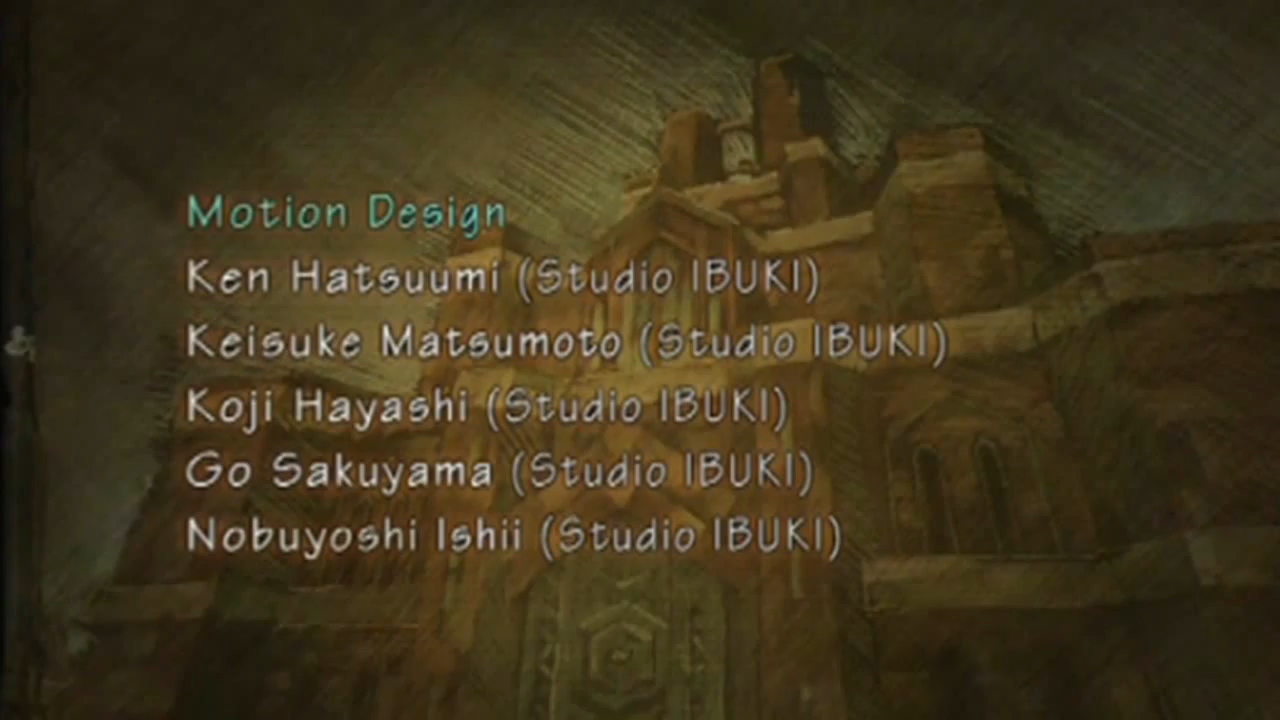 Motion Design
Ken Hatsuumi (Studio IBUKI)
Keisuke Matsumoto (Studio IBUKI)
&
Koji Hayashi (Studio IBUKI)
Go Sakuyama (Studio IBUKI)
Nobuyoshi Ishii (Studio IBUKI)